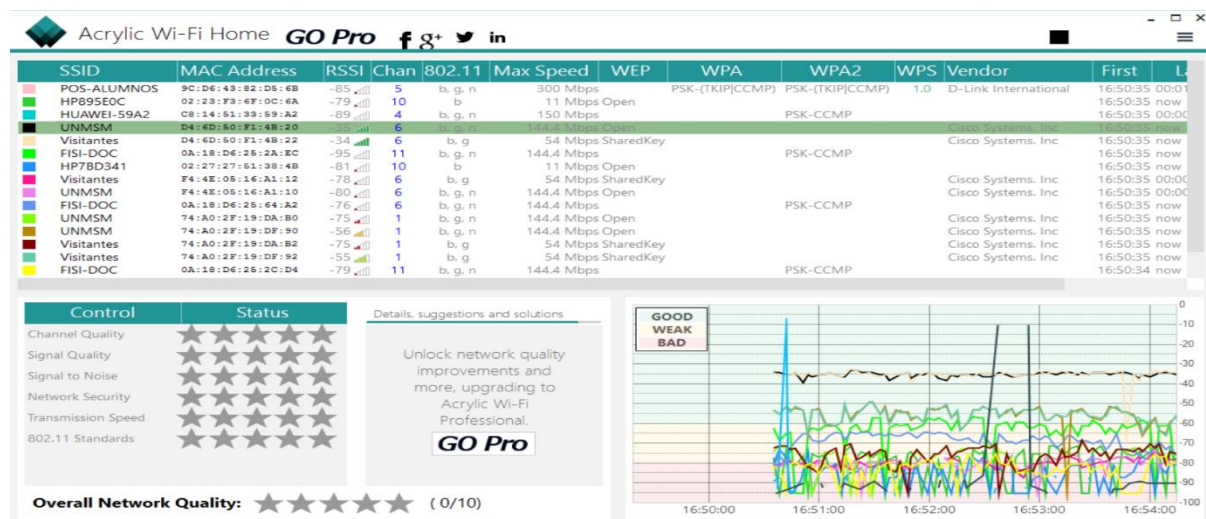 Acrylic Wi-Fi Home GO Pro f g+ in
SSID MAC Address RSSI Chan 802.11 Max Speed WEP WPA WPA2 WPS Vendor First La
POS-ALUMNOS 9C:D6:43:82:D5:6B -85 5 b, g, n 300 Mbps PSK-(TKIP|CCMP) PSK-(TKIP|CCMP) 1.0 D-Link International 16:50:35 00:01
HP895E0C 02:23:F3:6F:0C:6A -79 10 b 11 Mbps Open 16:50:35 now
HUAWEI-59A2 C8:14:51:33:59:A2 -89 4 b, g, n 150 Mbps PSK-CCMP 16:50:35 00:00
UNMSM D4:6D:50:F1:4B:20 -35 6 b, g, n 144.4 Mbps Open Cisco Systems. Inc 16:50:35 now
Visitantes D4:6D:50:F1:4B:22 -34 6 b, g 54 Mbps SharedKey Cisco Systems. Inc 16:50:35 now
FISI-DOC 0A:18:D6:25:2A:EC -95 11 b, g, n 144.4 Mbps PSK-CCMP 16:50:35 now
HP7BD341 02:27:27:51:38:4B -81 10 b 11 Mbps Open 16:50:35 now
Visitantes F4:4E:05:16:A1:12 -78 6 b, g 54 Mbps SharedKey Cisco Systems. Inc 16:50:35 00:00
UNMSM F4:4E:05:16:A1:10 -80 6 b, g, n 144.4 Mbps Open Cisco Systems. Inc 16:50:35 00:00
FISI-DOC 0A:18:D6:25:64:A2 -76 6 b, g, n 144.4 Mbps PSK-CCMP 16:50:35 now
UNMSM 74:A0:2F:19:DA:B0 -75 1 b, g, n 144.4 Mbps Open Cisco Systems. Inc 16:50:35 now
UNMSM 74:A0:2F:19:DF:90 -56 1 b, g, n 144.4 Mbps Open Cisco Systems. Inc 16:50:35 now
Visitantes 74:A0:2F:19:DA:B2 -75 1 b, g 54 Mbps SharedKey Cisco Systems. Inc 16:50:35 now
Visitantes 74:A0:2F:19:DF:92 -55 1 b, g 54 Mbps SharedKey Cisco Systems. Inc 16:50:35 now
FISI-DOC 0A:18:D6:25:2C:D4 -79 11 b, g, n 144.4 Mbps PSK-CCMP 16:50:34 now
Control Status
Channel Quality
Signal Quality
Signal to Noise
Network Security
Transmission Speed
802.11 Standards
Overall Network Quality: ( 0/10)
Details, suggestions and solutions
Unlock network quality
improvements and
more, upgrading to
Acrylic Wi-Fi
Professional.
GO Pro
GOOD
WEAK
BAD
0
-10
-20
-30
-40
-50
-60
-70
-80
-90
-100
16:50:00 16:51:00 16:52:00 16:53:00 16:54:00